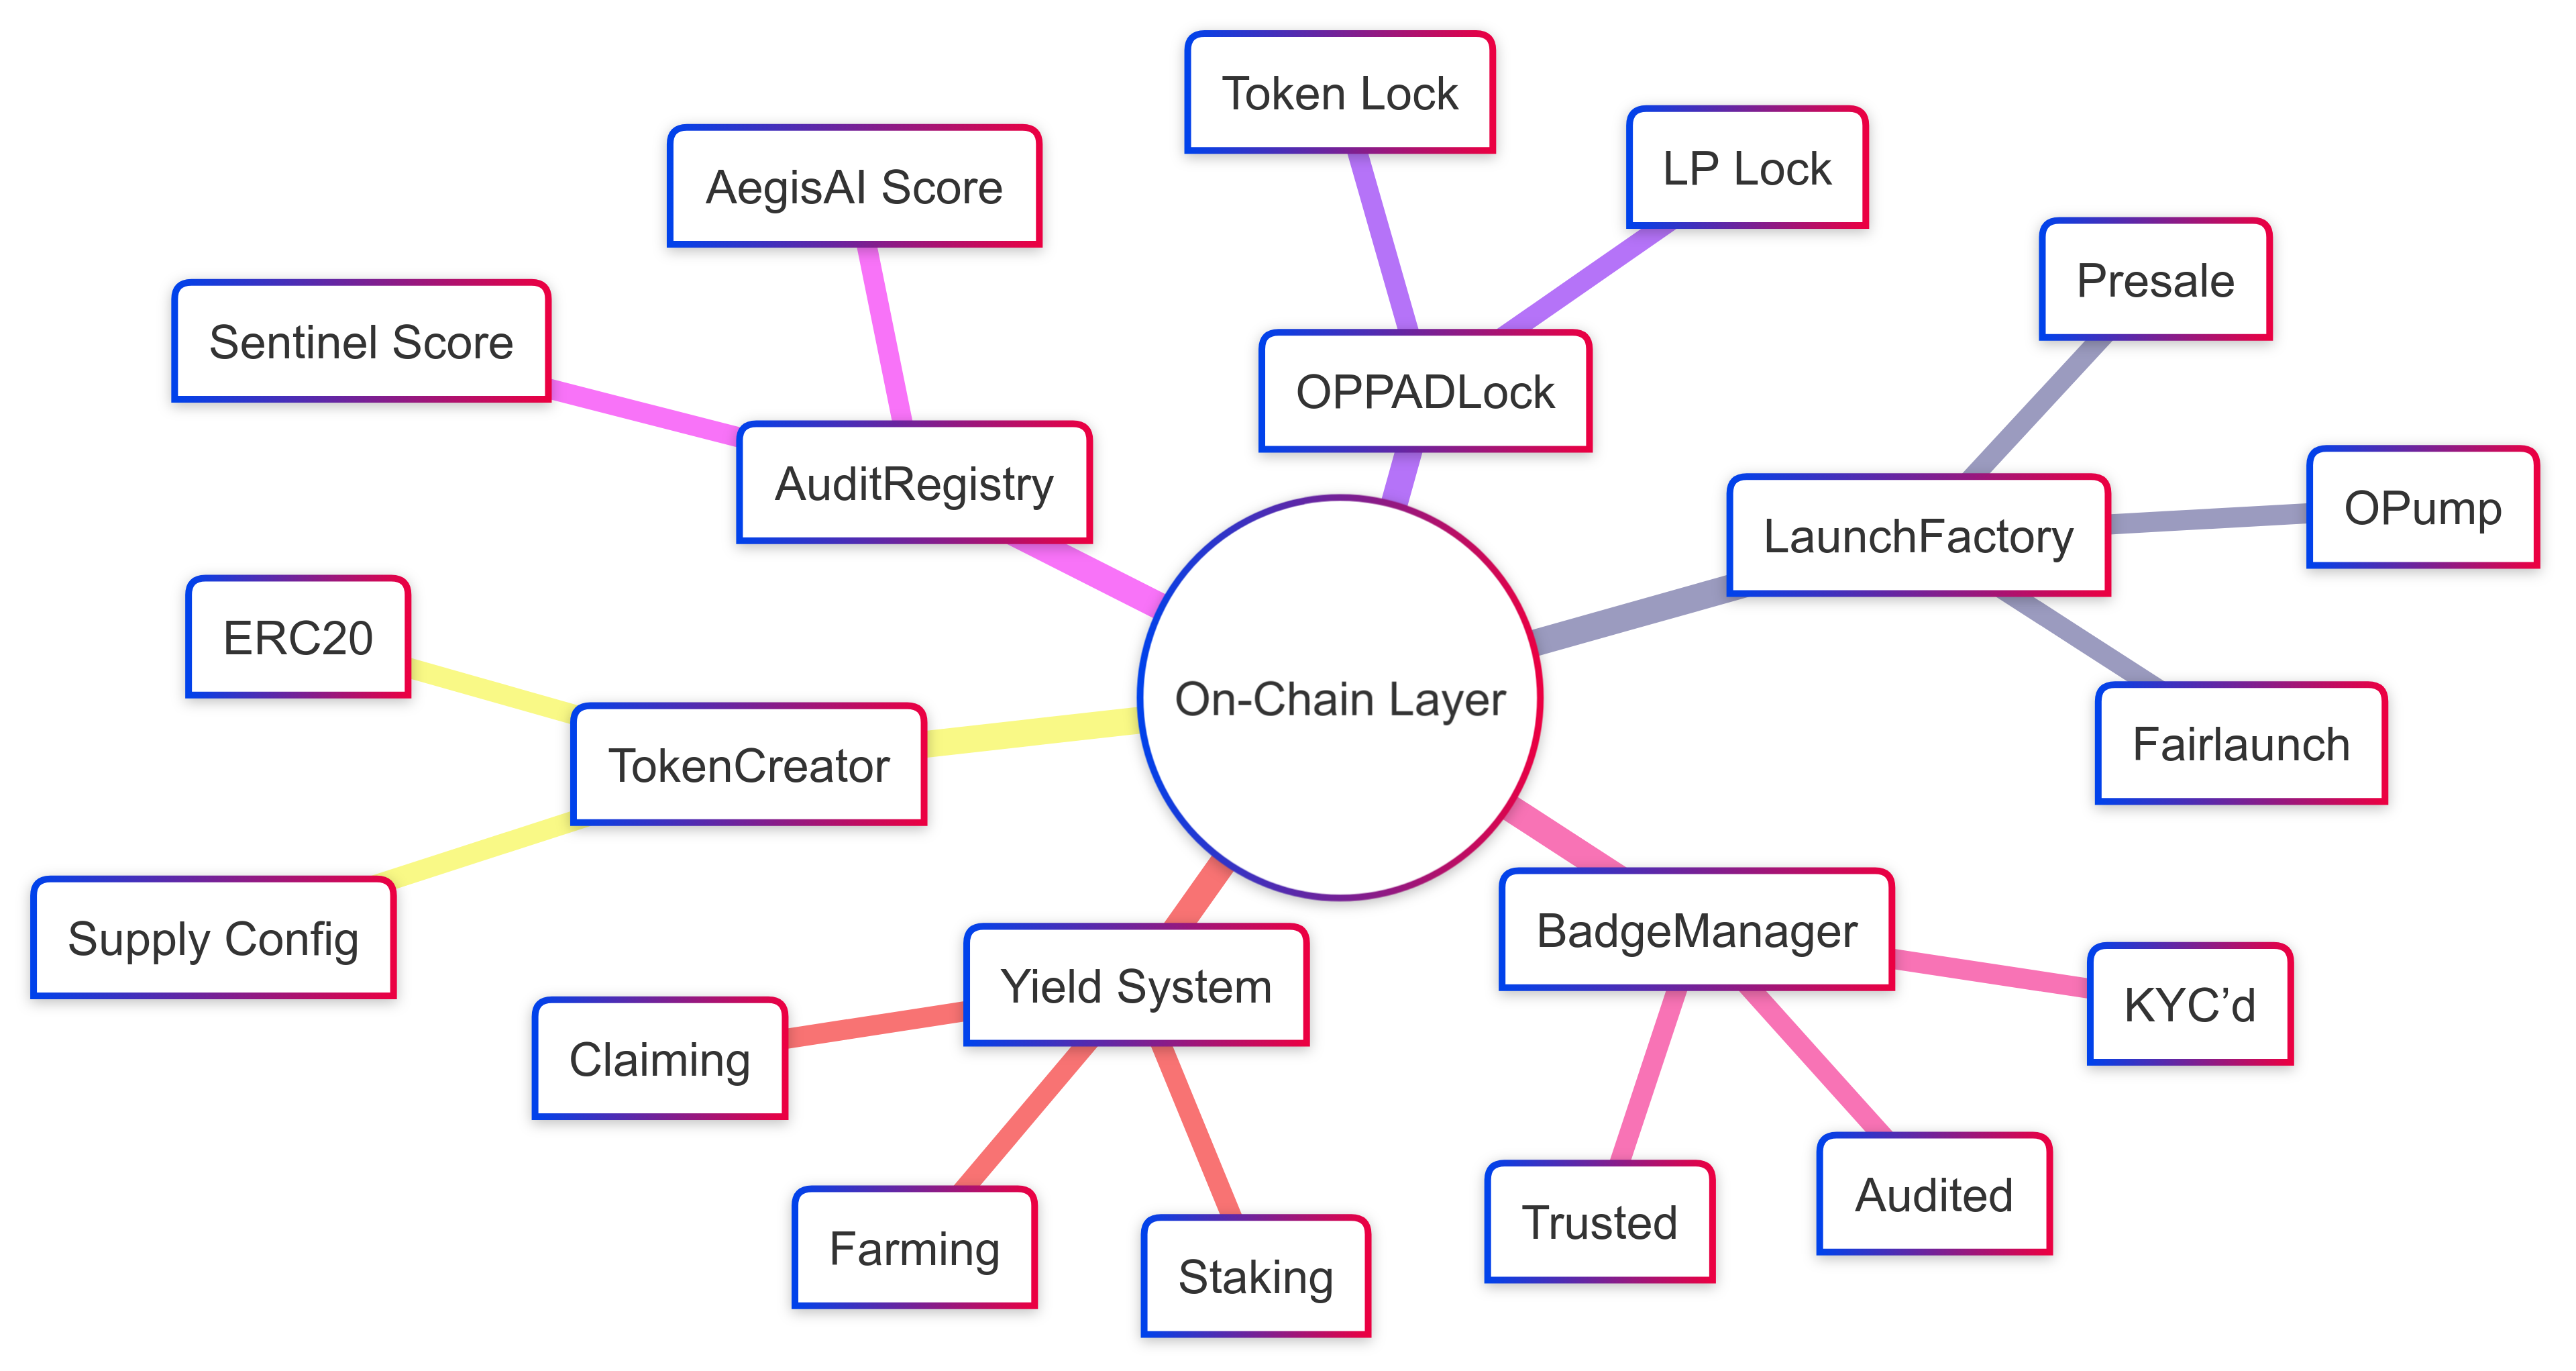 Token Lock
LP Lock
AegisAI Score
Presale
Sentinel Score
OPPADLock
AuditRegistry
OPump
LaunchFactory
ERC20
On-Chain Layer
Fairlaunch
TokenCreator
Supply Config
BadgeManager
Yield System
KYC’d
Claiming
Audited
Trusted
Farming
Staking